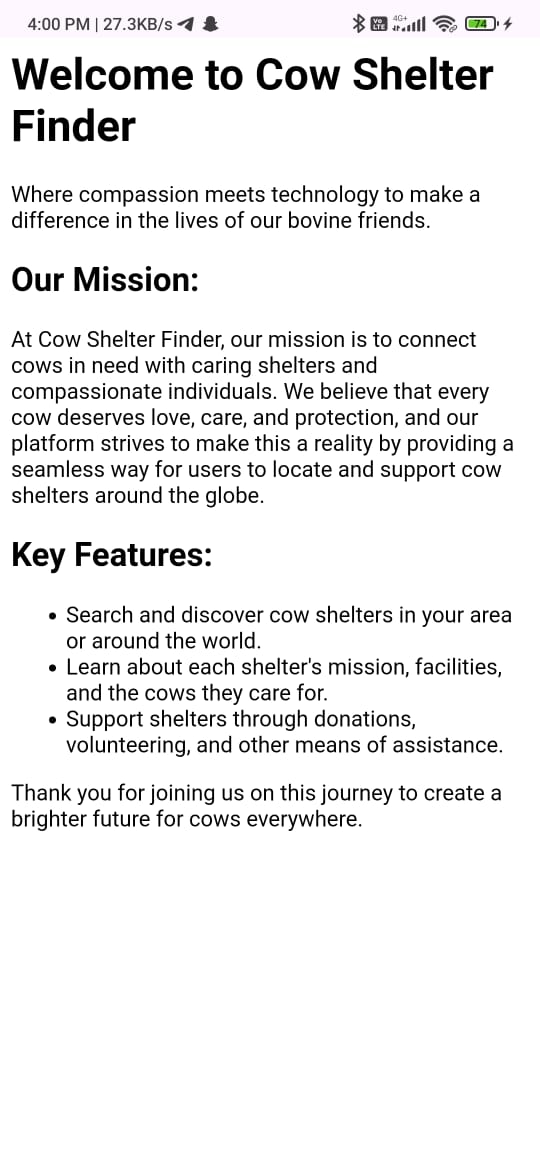 4:00 PM | 27.3KB/s
Vo LTE 4G+ 74
Welcome to Cow Shelter
Finder
Where compassion meets technology to make a
difference in the lives of our bovine friends.
Our Mission:
At Cow Shelter Finder, our mission is to connect
cows in need with caring shelters and
compassionate individuals. We believe that every
cow deserves love, care, and protection, and our
platform strives to make this a reality by providing a
seamless way for users to locate and support cow
shelters around the globe.
Key Features:
• Search and discover cow shelters in your area
or around the world.
• Learn about each shelter's mission, facilities,
and the cows they care for.
• Support shelters through donations,
volunteering, and other means of assistance.
Thank you for joining us on this journey to create a
brighter future for cows everywhere.